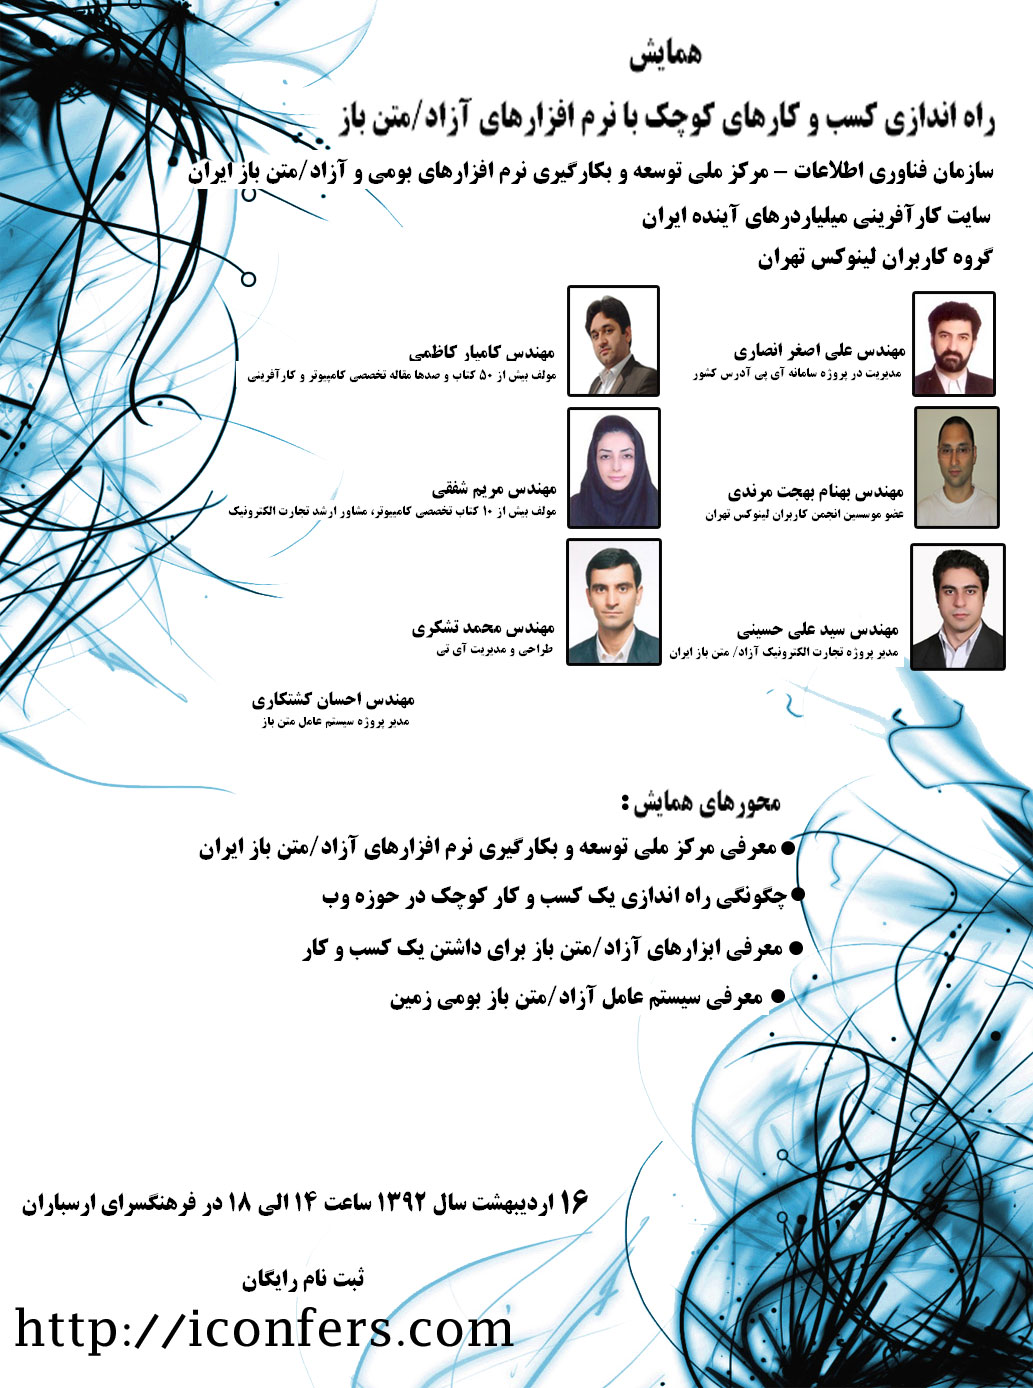 همایش
راه اندازی کسب و کارهای کوچک با نرم افزارهای آزاد/متن باز
سازمان فناوری اطلاعات - مرکز ملی توسعه و بکارگیری نرم افزارهای بومی و آزاد/متن باز ایران
سایت کارآفرینی میلیاردرهای آینده ایران
گروه کاربران لینوکس تهران
مهندس علی اصغر انصاری
مدیریت در پروژه سامانه آی پی آدرس کشور
مهندس کامیار کاظمی
مولف بیش از ۵۰ کتاب و صدها مقاله تخصصی کامپیوتر و کارآفرینی
مهندس بهنام بهجت مرندی
عضو موسسین انجمن کاربران لینوکس تهران
مهندس مریم شفقی
مولف بیش از ۱۰ کتاب تخصصی کامپیوتر، مشاور ارشد تجارت الکترونیک
مهندس سید علی حسینی
مدیر پروژه تجارت الکترونیک آزاد/ متن باز ایران
مهندس محمد تشکری
طراحی و مدیریت آی تی
مهندس احسان کشتکاری
مدیر پروژه سیستم عامل متن باز
محورهای همایش :
● معرفی مرکز ملی توسعه و بکارگیری نرم افزارهای آزاد/متن باز ایران
● چگونگی راه اندازی یک کسب و کار کوچک در حوزه وب
● معرفی ابزارهای آزاد/متن باز برای داشتن یک کسب و کار
● معرفی سیستم عامل آزاد/متن باز بومی زمین
۱۶ اردیبهشت سال ۱۳۹۲ ساعت ۱۴ الی ۱۸ در فرهنگسرای ارسباران
ثبت نام رایگان
http://iconfers.com